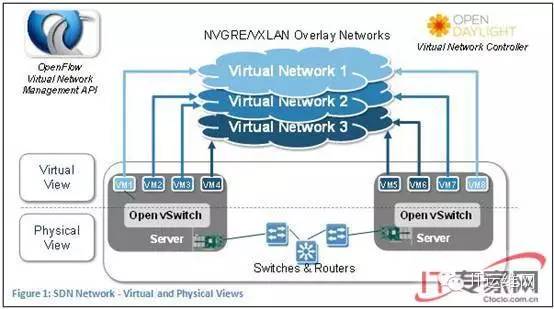 NVGRE/VXLAN Overlay Networks
OPEN
DAYLIGHT
OpenFlow
Virtual Network
Management API
Virtual Network Controller
Virtual Network 1
Virtual Network 2
Virtual Network 3
Virtual
View
VM1
VM2
VM3
VM4
VM5
VM6
VM7
VM8
Open vSwitch
Open vSwitch
Physical
View
Server
Server
Switches & Routers
Figure 1: SDN Network - Virtual and Physical Views
IT专家网
Ctocio.com.cn